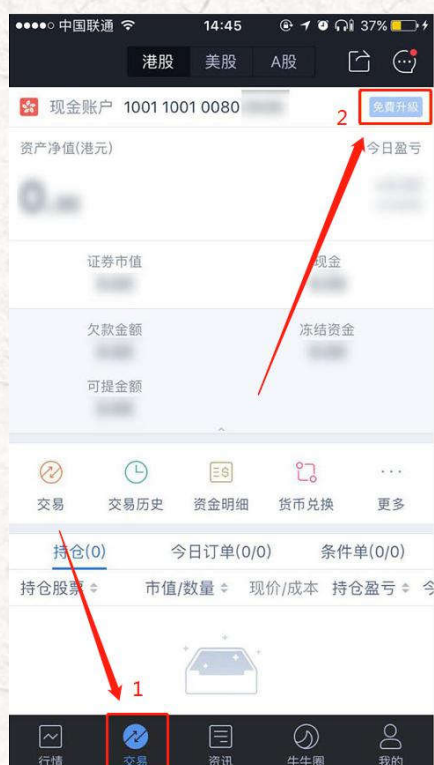 中国联通 14:45 37%
港股 美股 A股
现金账户 1001 1001 0080 2 免費升級
资产净值(港元) 今日盈亏
证券市值 现金
欠款金额 冻结资金
可提金额
交易 交易历史 资金明细 货币兑换 更多
持仓(0) 今日订单(0/0) 条件单(0/0)
持仓股票 市值/数量 现价/成本 持仓盈亏 今
1
行情 交易 资讯 牛牛圈 我的